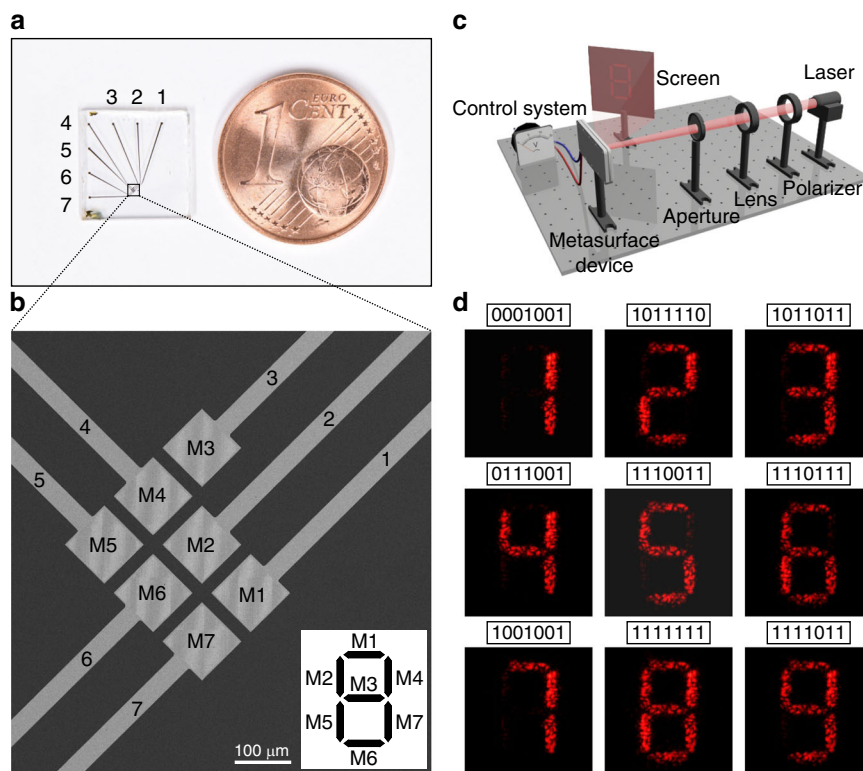 a
3 2 1
4
5
6
7
1
EURO
CENT
c
Screen
Laser
Control system
V
Polarizer
Lens
Aperture
Metasurface
device
b
3
2
1
4
5
M3
M4
M5
M2
M6
M1
M7
6
7
100 μm
M1
M2
M3
M4
M5
M7
M6
d
0001001
1011110
1011011
0111001
1110011
1110111
1001001
1111111
1111011